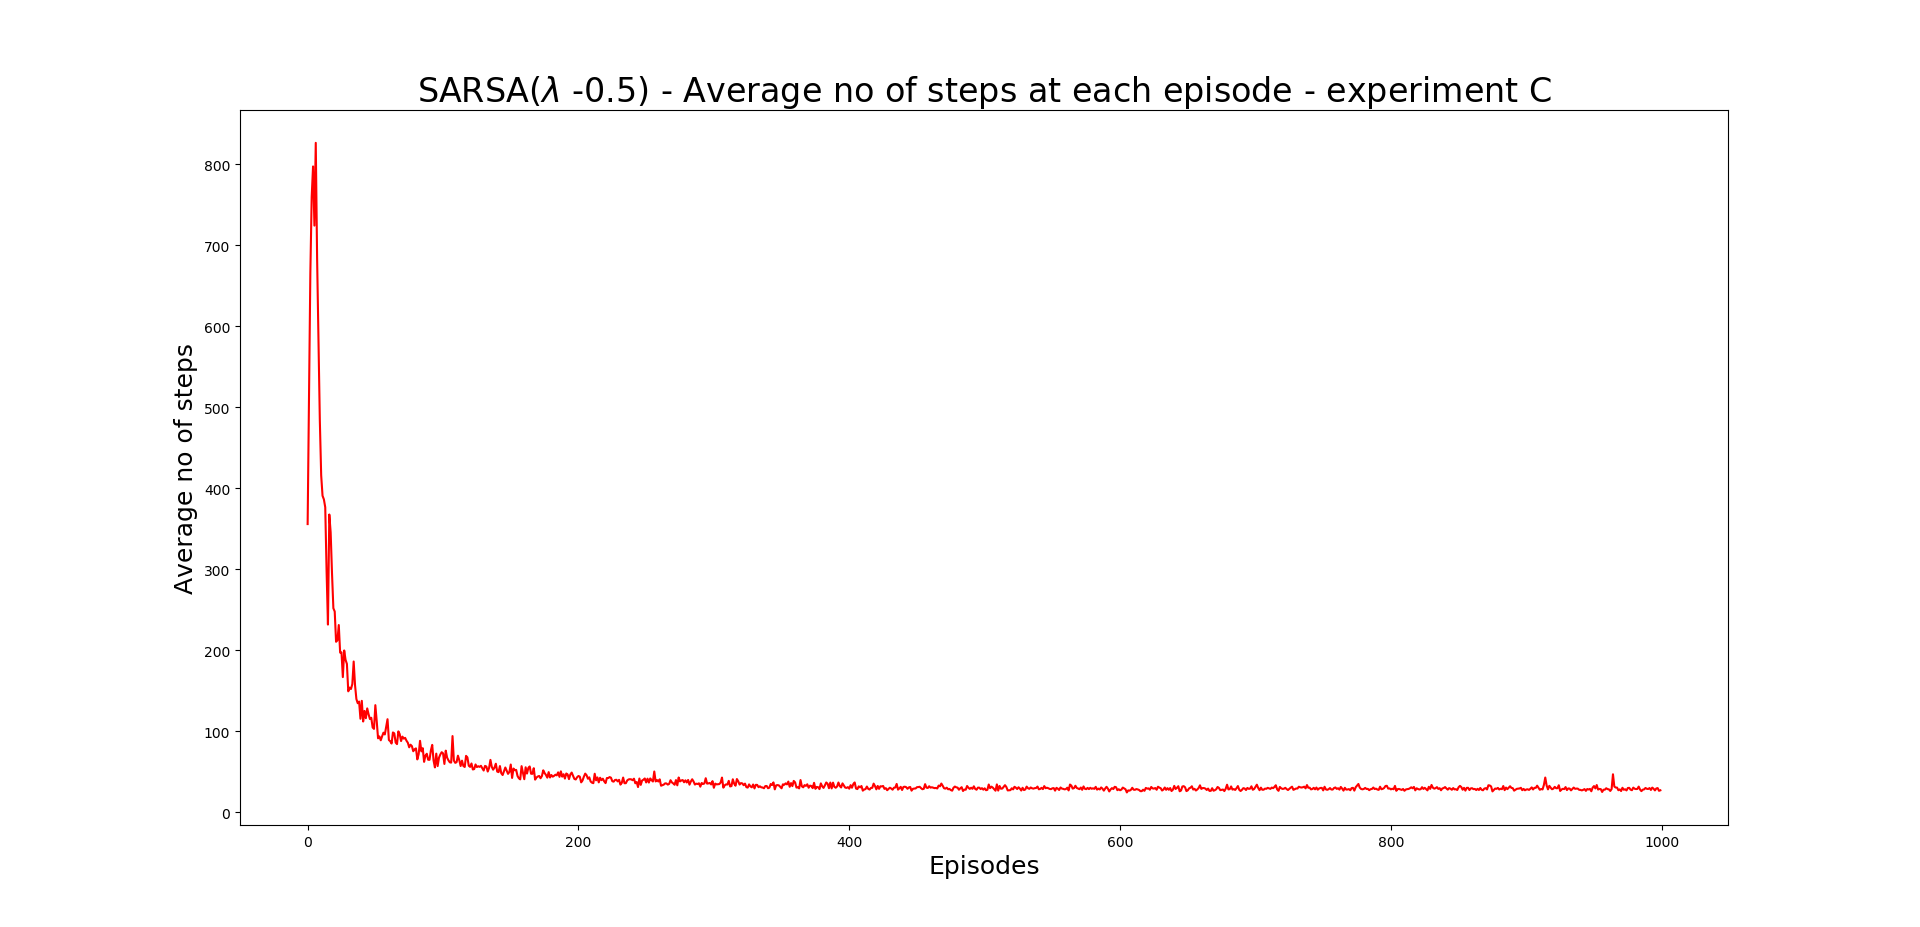 SARSA(λ -0.5) - Average no of steps at each episode - experiment C
Average no of steps
800
700
600
500
400
300
200
100
0
0 200 400 600 800 1000
Episodes